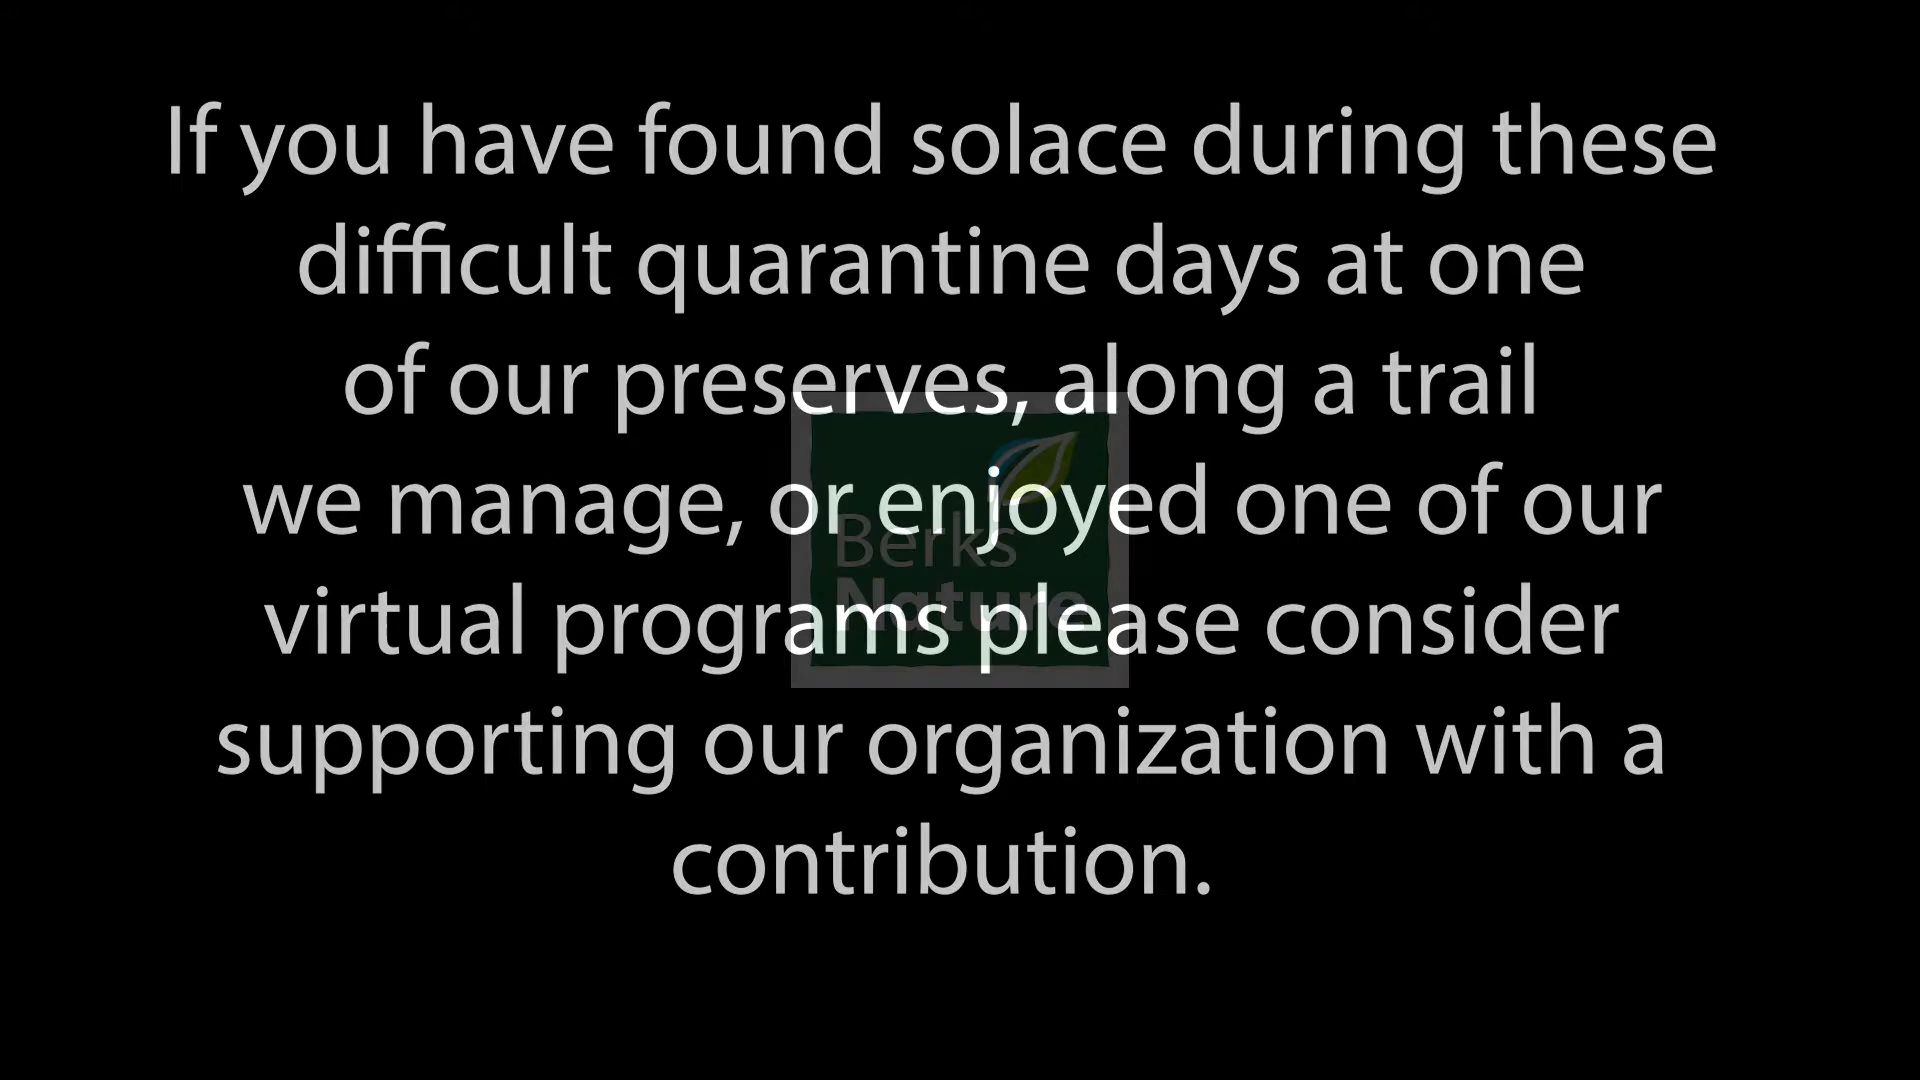 If you have found solace during these
difficult quarantine days at one
of our preserves, along a trail
we manage, or enjoyed one of our
Berks
virtual programs please consider
Nature
supporting our organization with a
contribution.